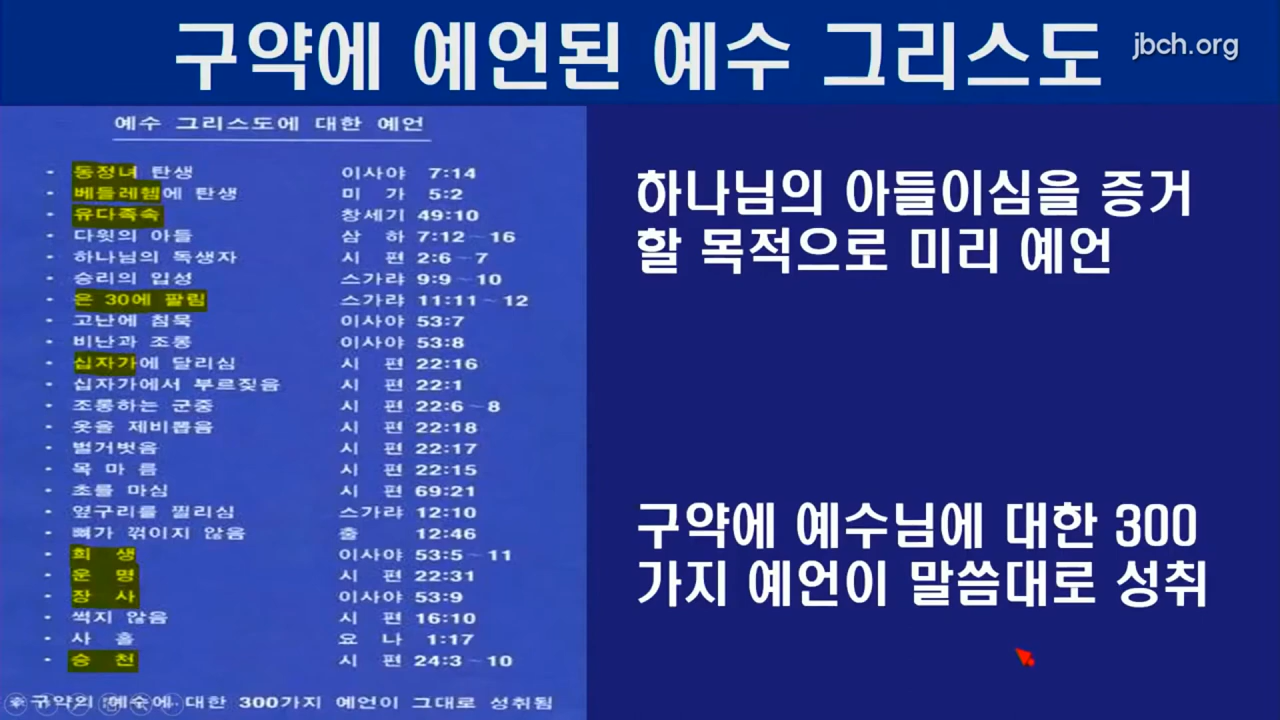 구약에 예언된 예수 그리스도
jbch.org
예수 그리스도에 대한 예언
• 동정녀 탄생 이사야 7:14
• 베들레헴에 탄생 미 가 5:2
• 유다족속 창세기 49:10
• 다윗의 아들 삼 하 7:12~16
• 하나님의 독생자 시 편 2:6~7
• 승리의 입성 스가랴 9:9~10
• 은 30에 팔림 스가랴 11:11~12
• 고난에 침묵 이사야 53:7
• 비난과 조롱 이사야 53:8
• 십자가에 달리심 시 편 22:16
• 십자가에서 부르짖음 시 편 22:1
• 조롱하는 군중 시 편 22:6~8
• 옷을 제비뽑음 시 편 22:18
• 벌거벗음 시 편 22:17
• 목 마 름 시 편 22:15
• 초를 마심 시 편 69:21
• 옆구리를 찔리심 스가랴 12:10
• 뼈가 꺾이지 않음 출 12:46
• 희 생 이사야 53:5~11
• 운 명 시 편 22:31
• 장 사 이사야 53:9
• 썩지 않음 시 편 16:10
• 사 흘 요 나 1:17
• 승 천 시 편 24:3~10
※구약의 예수에 대한 300가지 예언이 그대로 성취됨
하나님의 아들이심을 증거
할 목적으로 미리 예언
구약에 예수님에 대한 300
가지 예언이 말씀대로 성취